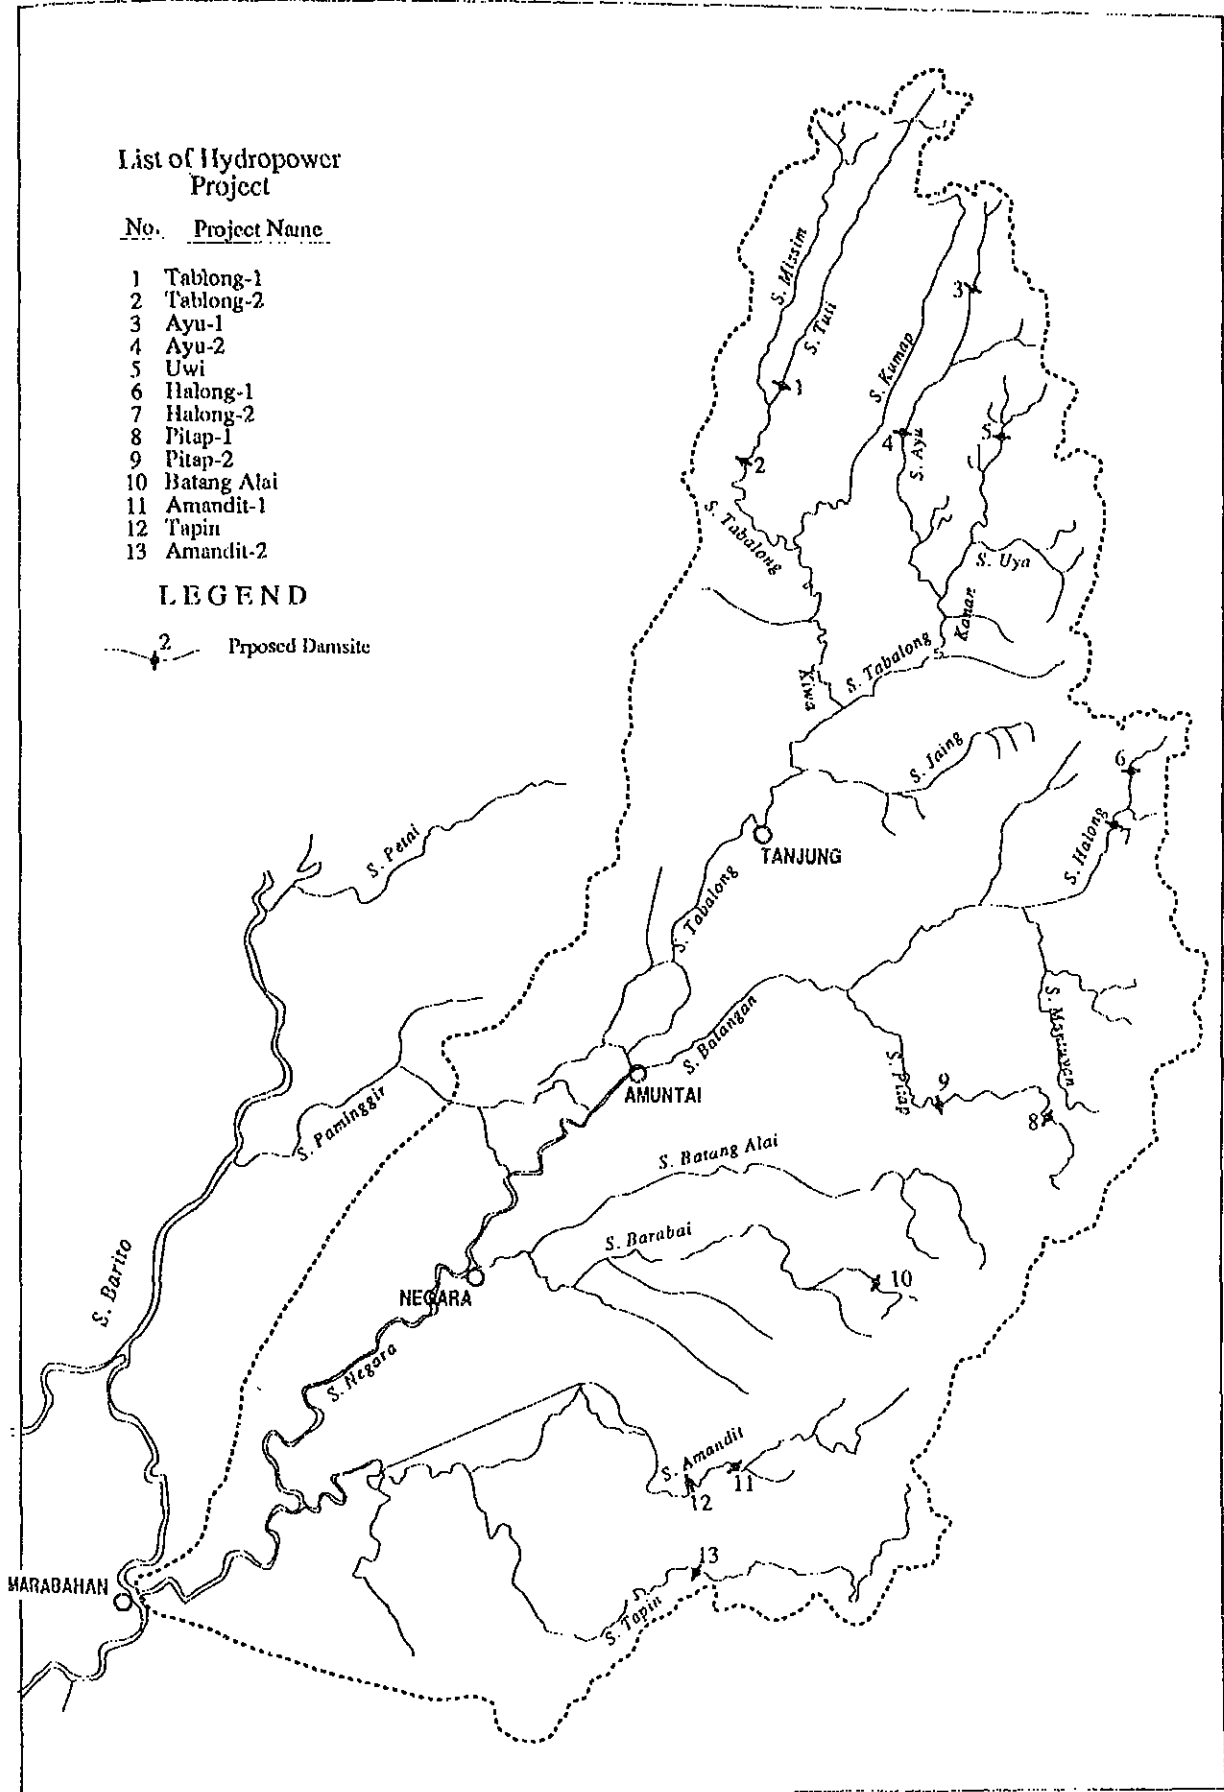 List of Hydropower
Project
No. Project Name
1 Tablong-1
2 Tablong-2
3 Ayu-1
4 Ayu-2
5 Uwi
6 Halong-1
7 Halong-2
8 Pitap-1
9 Pitap-2
10 Batang Alai
11 Amandit-1
12 Tapin
13 Amandit-2
LEGEND
2 Prposed Damsite
S. Missim
S. Tuli
S. Kumap
3
1
4
S. Ayu
5
2
S. Tabalong
S. Uya
Kanan
S. Tabalong
Kiwa
S. Jaing
6
S. Halong
S. Petai
TANJUNG
S. Tabalong
S. Balangan
S. Pitap
9
8
AMUNTAI
S. Paminggir
S. Batang Alai
S. Barabai
S. Barito
10
NEGARA
S. Negara
S. Amandit
11
12
13
MARABAHAN
S. Tapin